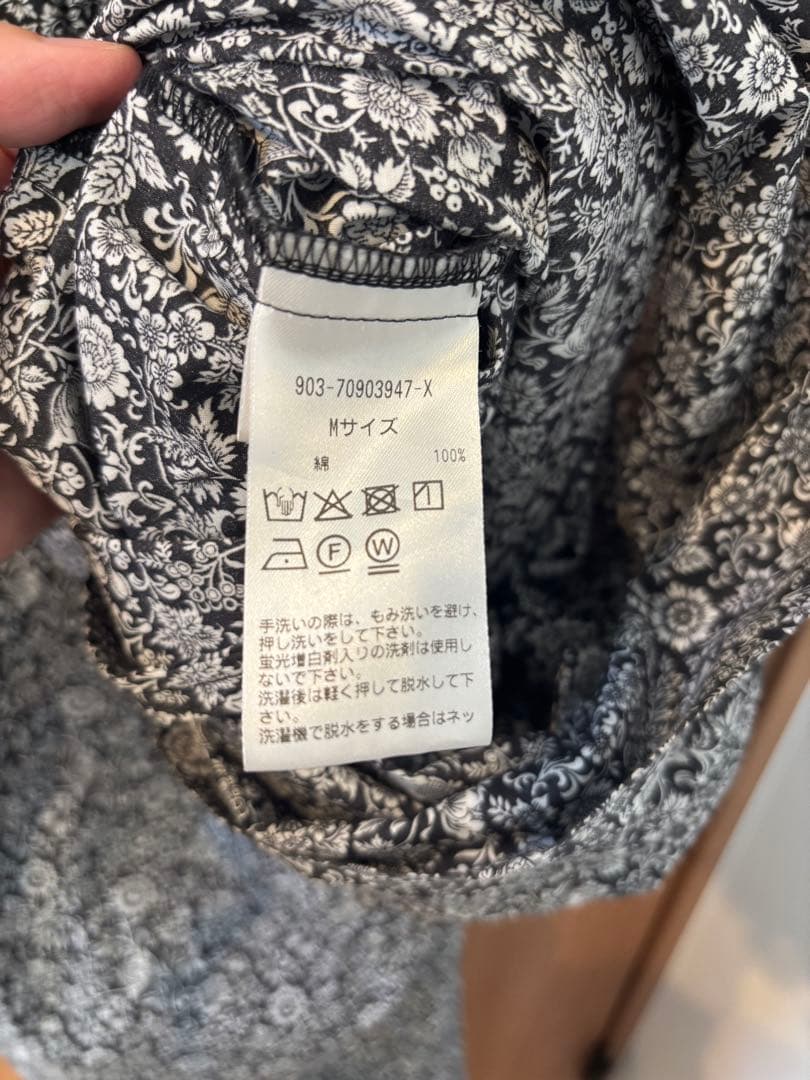 903-70903947-X
Mサイズ
綿 100%
F W
手洗いの際は、もみ洗いを避け、
押し洗いをして下さい。
蛍光増白剤入りの洗剤は使用し
ないで下さい。
洗濯後は軽く押して脱水して下
さい。
洗濯機で脱水をする場合はネッ